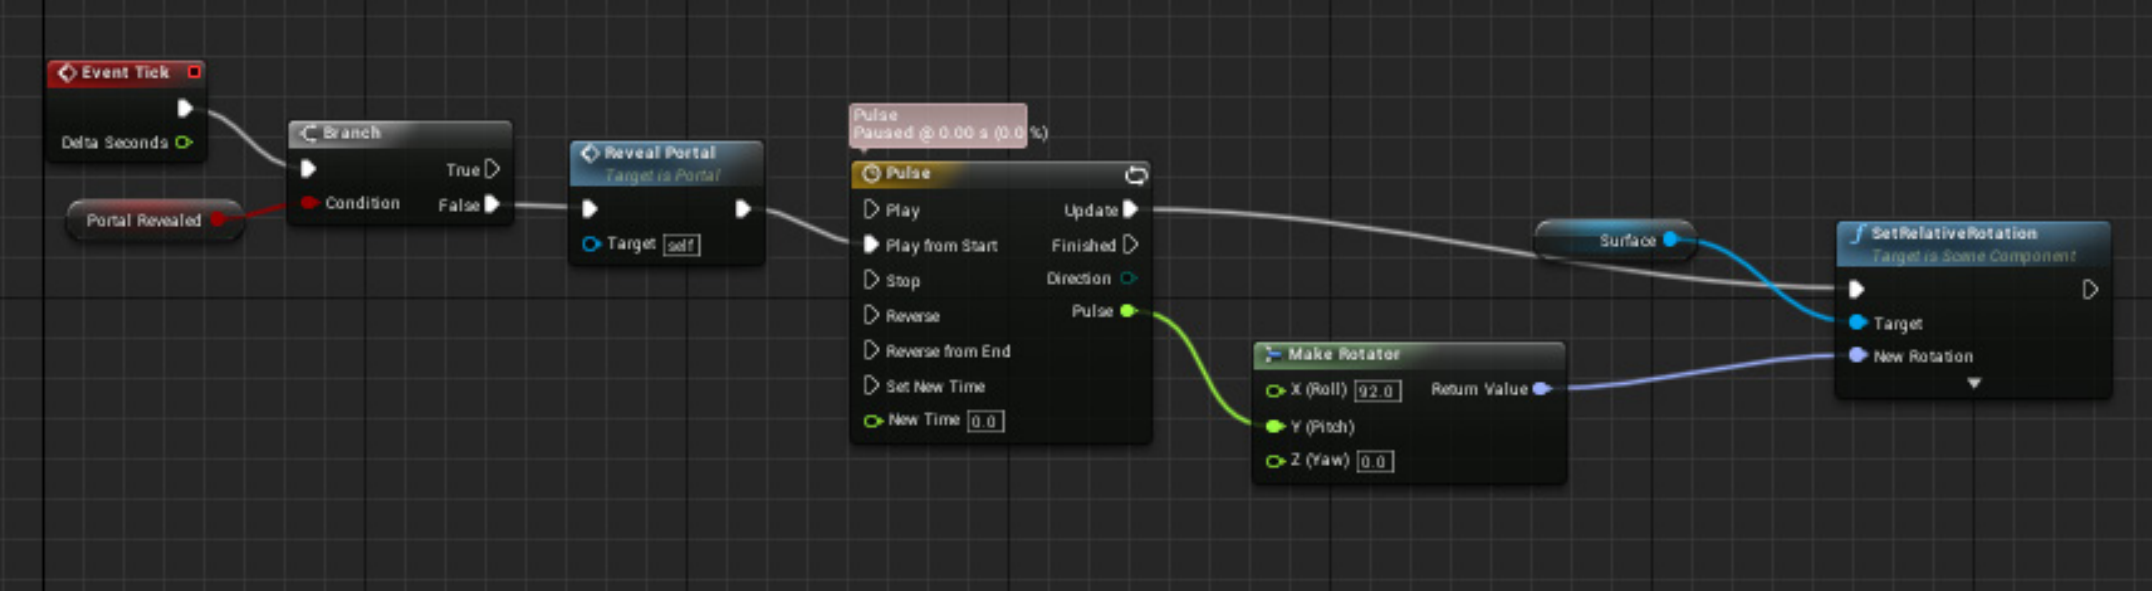 Event Tick
Delta Seconds
Portal Revealed
Branch
True
Condition
False
Reveal Portal
Target is Portal
Target self
Pulse
Paused @ 0.00 s (0.0 %)
Pulse
Play
Update
Play from Start
Finished
Stop
Direction
Reverse
Pulse
Reverse from End
Set New Time
New Time 0.0
Make Rotator
X (Roll) 92.0
Return Value
Y (Pitch)
Z (Yaw) 0.0
Surface
SetRelativeRotation
Target is Scene Component
Target
New Rotation